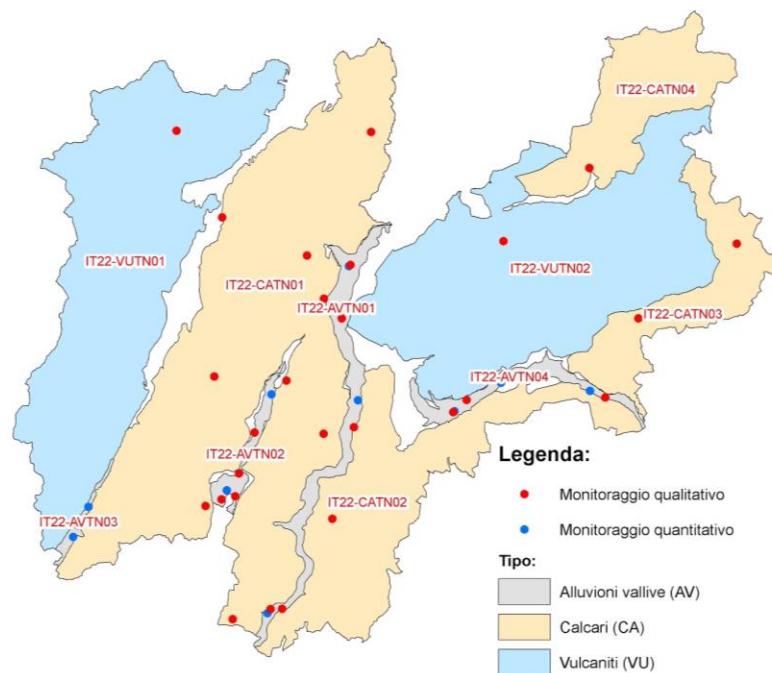 IT22-CATN04
IT22-VUTN01
IT22-VUTN02
IT22-CATN01
IT22-AVTN01
IT22-CATN03
IT22-AVTN04
IT22-AVTN02
IT22-CATN02
IT22-AVTN03
Legenda:
Monitoraggio qualitativo
Monitoraggio quantitativo
Tipo:
Alluvioni vallive (AV)
Calcari (CA)
Vulcaniti (VU)